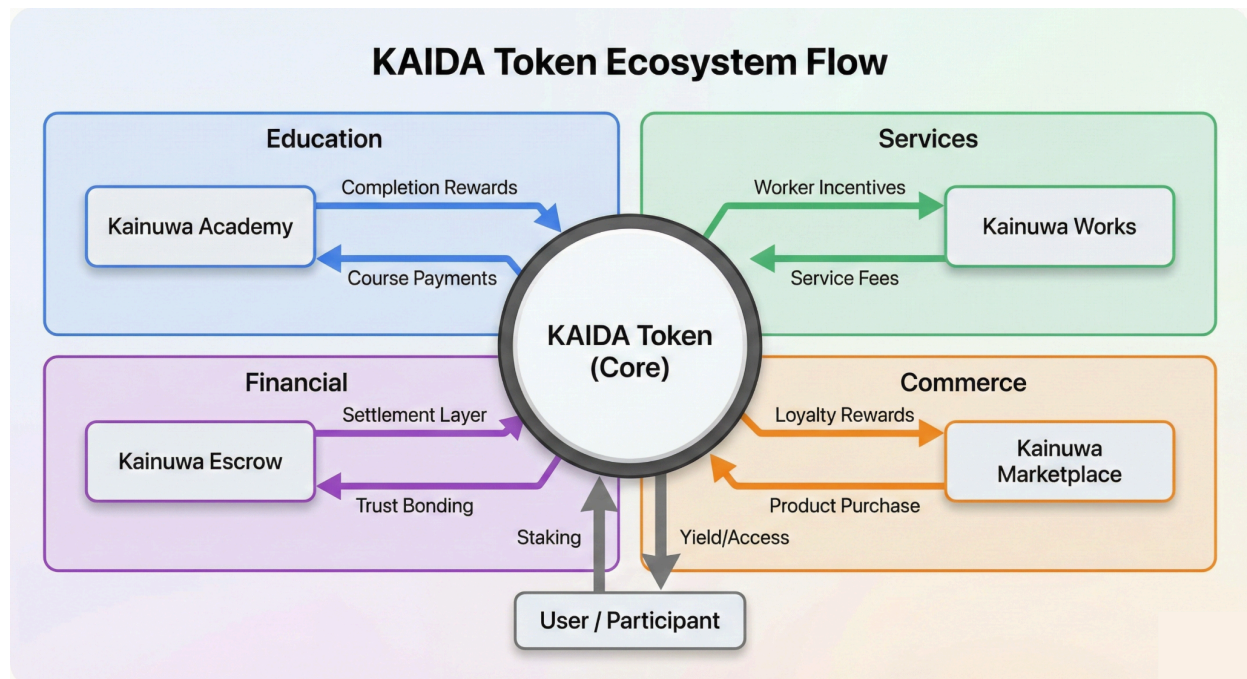 KAIDA Token Ecosystem Flow
Education
Kainuwa Academy
Completion Rewards
Course Payments
Services
Worker Incentives
Service Fees
Kainuwa Works
KAIDA Token
(Core)
Financial
Kainuwa Escrow
Settlement Layer
Trust Bonding
Commerce
Loyalty Rewards
Product Purchase
Kainuwa
Marketplace
Staking
Yield/Access
User / Participant